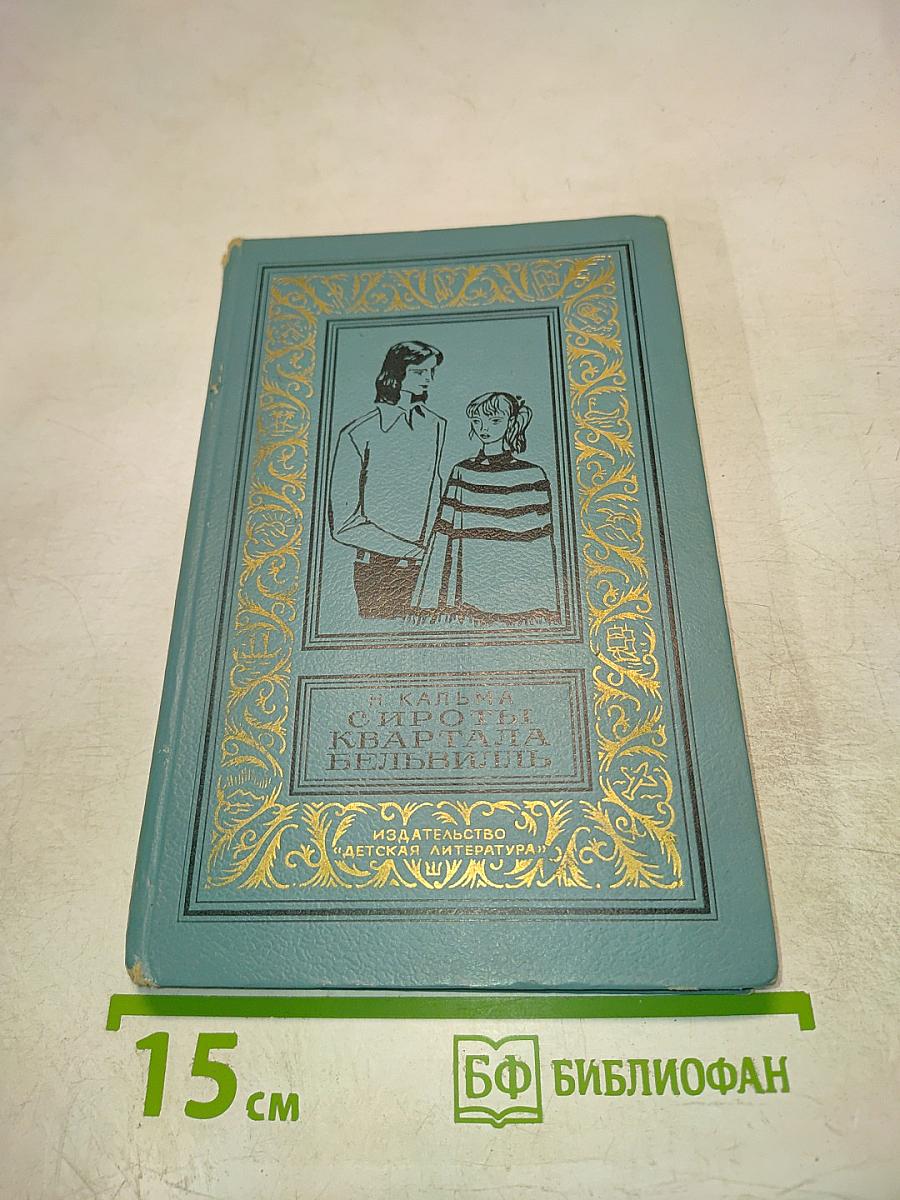 Н. КАЛЬМА
СИРОТЫ
КВАРТАЛА
БЕЛЬВИЛЛЬ
ИЗДАТЕЛЬСТВО
«ДЕТСКАЯ ЛИТЕРАТУРА»
15 см
БФ БИБЛИОФАН